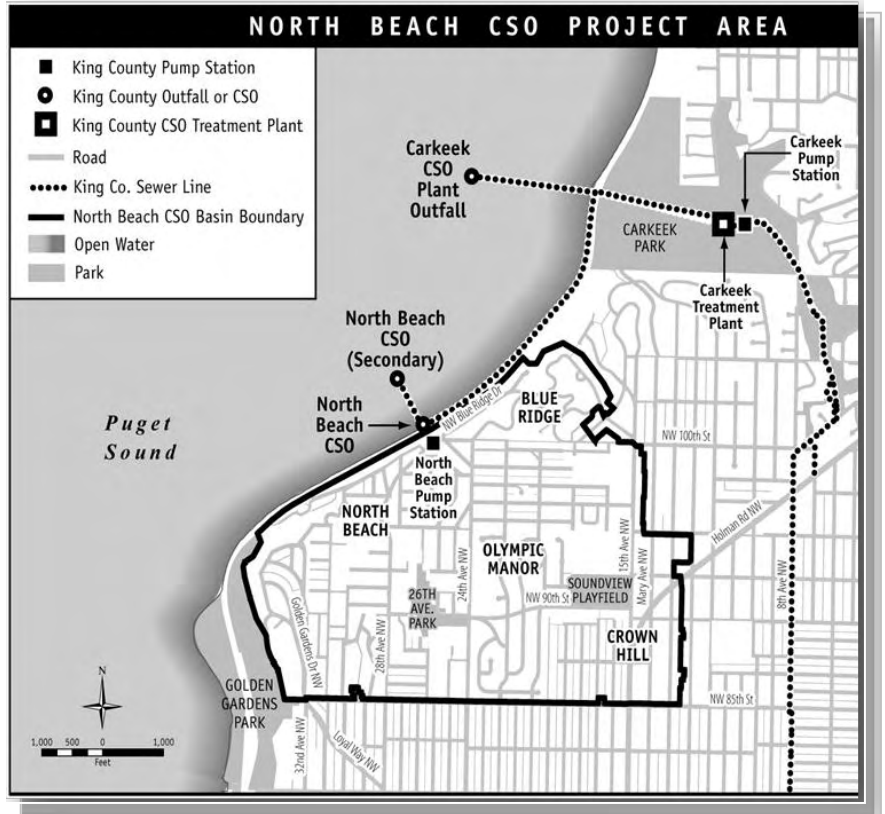 NORTH BEACH CSO PROJECT AREA
King County Pump Station
King County Outfall or CSO
King County CSO Treatment Plant
Road
King Co. Sewer Line
North Beach CSO Basin Boundary
Open Water
Park
Carkeek
CSO
Plant
Outfall
Carkeek
Pump
Station
CARKEEK
PARK
Carkeek
Treatment
Plant
North Beach
CSO
(Secondary)
North
Beach
CSO
NW Blue Ridge Dr
BLUE
RIDGE
Puget
Sound
NW 100th St
North
Beach
Pump
Station
NORTH
BEACH
Holman Rd NW
OLYMPIC
MANOR
15th Ave NW
Mary Ave NW
8th Ave NW
24th Ave NW
SOUNDVIEW
PLAYFIELD
26TH
AVE.
PARK
NW 90th St
Golden Gardens Dr NW
28th Ave NW
CROWN
HILL
GOLDEN
GARDENS
PARK
NW 85th St
32nd Ave NW
Loyal Way NW
N
1,000 500 0 1,000
Feet